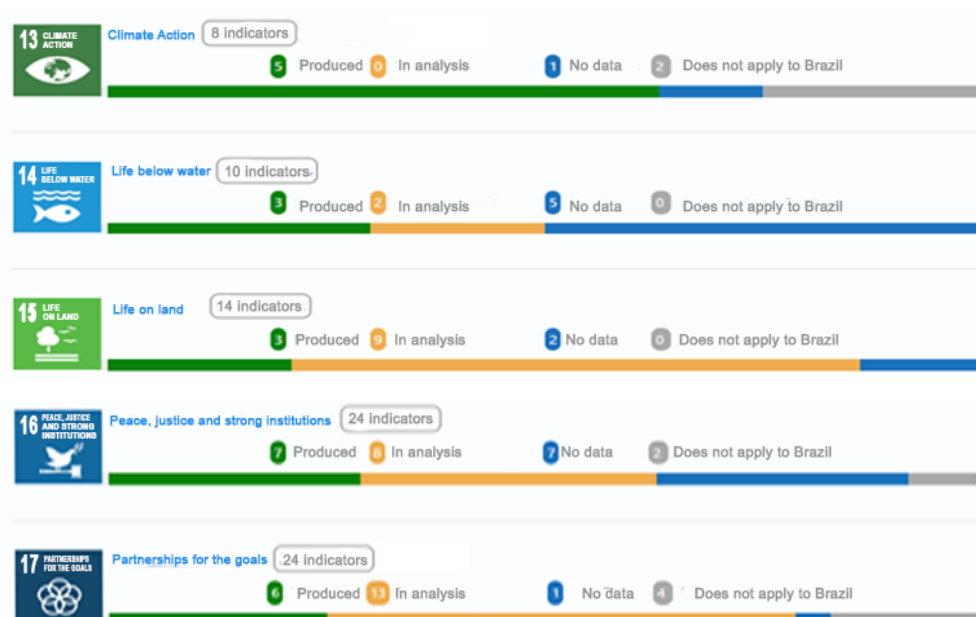 13 CLIMATE
ACTION
Climate Action 8 indicators
5 Produced 0 In analysis 1 No data 2 Does not apply to Brazil
14 LIFE
BELOW WATER
Life below water 10 indicators
3 Produced 2 In analysis 5 No data 0 Does not apply to Brazil
15 LIFE
ON LAND
Life on land 14 indicators
3 Produced 9 In analysis 2 No data 0 Does not apply to Brazil
16 PEACE, JUSTICE
AND STRONG
INSTITUTIONS
Peace, justice and strong institutions 24 indicators
7 Produced 8 In analysis 7 No data 2 Does not apply to Brazil
17 PARTNERSHIPS
FOR THE GOALS
Partnerships for the goals 24 indicators
6 Produced 13 In analysis 1 No data 4 Does not apply to Brazil